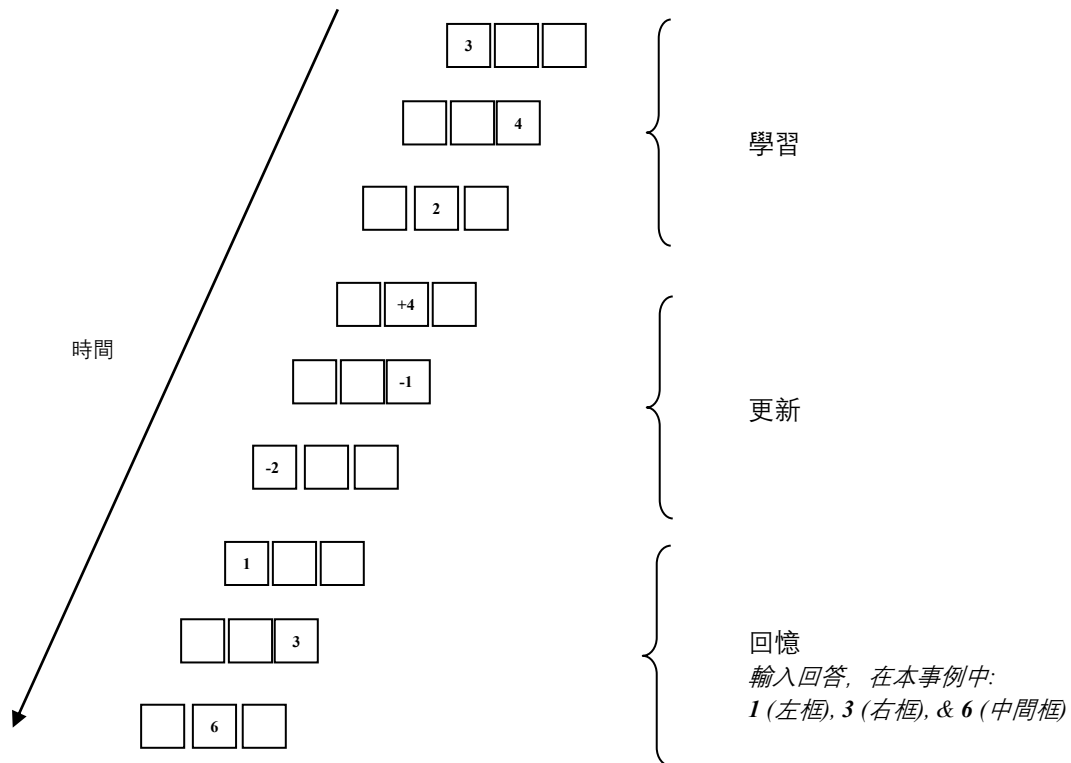 3
4
學習
2
+4
時間
-1
更新
-2
1
3
回憶
輸入回答, 在本事例中:
1 (左框), 3 (右框), & 6 (中間框)
6